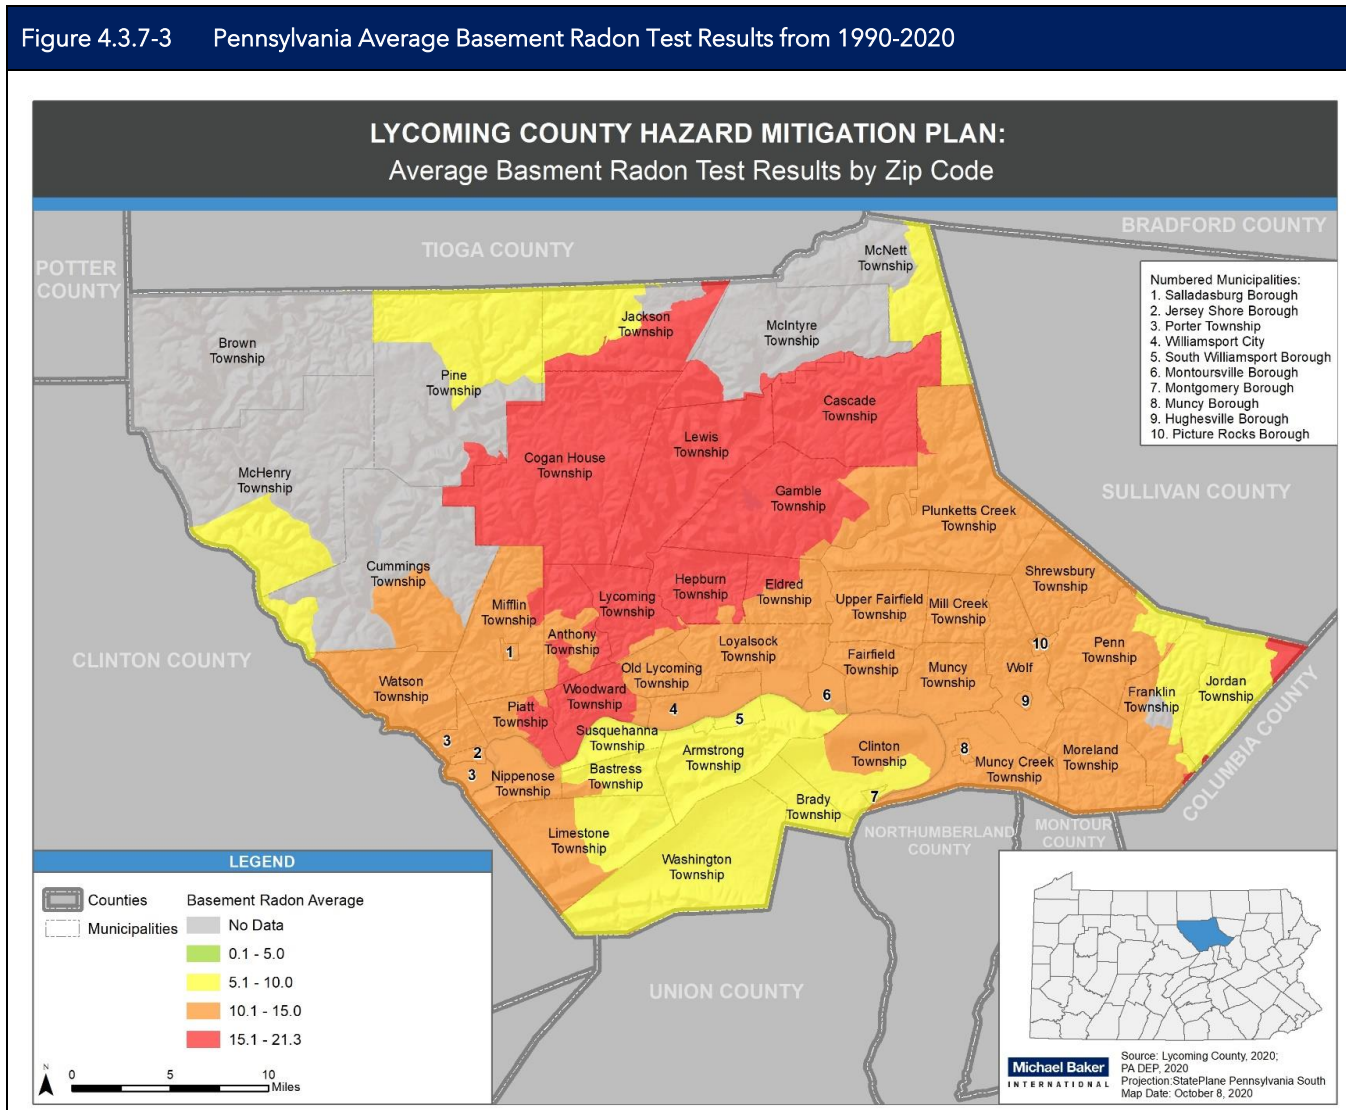 Figure 4.3.7-3 Pennsylvania Average Basement Radon Test Results from 1990-2020
LYCOMING COUNTY HAZARD MITIGATION PLAN:
Average Basment Radon Test Results by Zip Code
BRADFORD COUNTY
TIOGA COUNTY
POTTER
COUNTY
McNett
Township
Numbered Municipalities:
1. Salladasburg Borough
2. Jersey Shore Borough
3. Porter Township
4. Williamsport City
5. South Williamsport Borough
6. Montoursville Borough
7. Montgomery Borough
8. Muncy Borough
9. Hughesville Borough
10. Picture Rocks Borough
Jackson
Township
McIntyre
Township
Brown
Township
Pine
Township
Cascade
Township
Lewis
Township
Cogan House
Township
McHenry
Township
Gamble
Township
SULLIVAN COUNTY
Plunketts Creek
Township
Cummings
Township
Shrewsbury
Township
Hepburn
Township
Eldred
Township
Lycoming
Township
Mifflin
Township
Upper Fairfield
Township
Mill Creek
Township
Anthony
Township
1
Loyalsock
Township
10
Penn
Township
CLINTON COUNTY
Old Lycoming
Township
Fairfield
Township
Muncy
Township
Wolf
Watson
Township
Woodward
Township
Jordan
Township
Franklin
Township
6
9
Piatt
Township
4
5
Susquehanna
Township
3
2
3
Armstrong
Township
Clinton
Township
8
Muncy Creek
Township
Moreland
Township
Nippenose
Township
Bastress
Township
7
Brady
Township
COLUMBIA COUNTY
Limestone
Township
NORTHUMBERLAND
COUNTY
MONTOUR
COUNTY
Washington
Township
UNION COUNTY
LEGEND
Counties
Municipalities
Basement Radon Average
No Data
0.1 - 5.0
5.1 - 10.0
10.1 - 15.0
15.1 - 21.3
N
0 5 10
Miles
Michael Baker
INTERNATIONAL
Source: Lycoming County, 2020;
PA DEP, 2020
Projection:StatePlane Pennsylvania South
Map Date: October 8, 2020